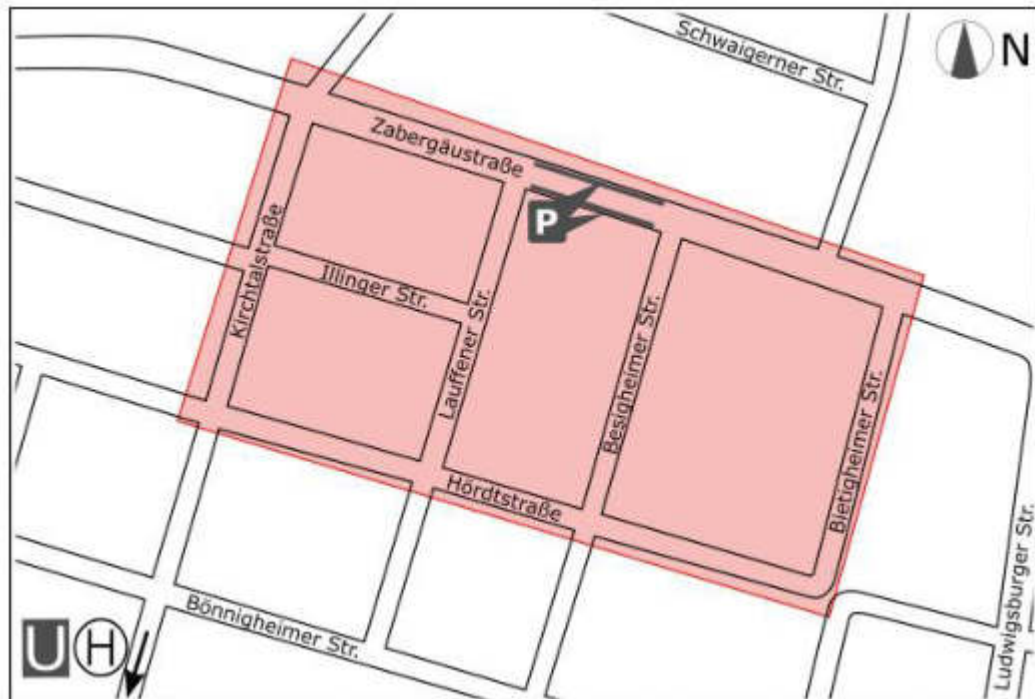 Schwaigerner Str.
N
Zabergäustraße
P
Kirchtalstraße
Illinger Str.
Lauffener Str.
Besigheimer Str.
Bietigheimer Str.
Hördtstraße
Ludwigsburger Str.
Bönnigheimer Str.
U H